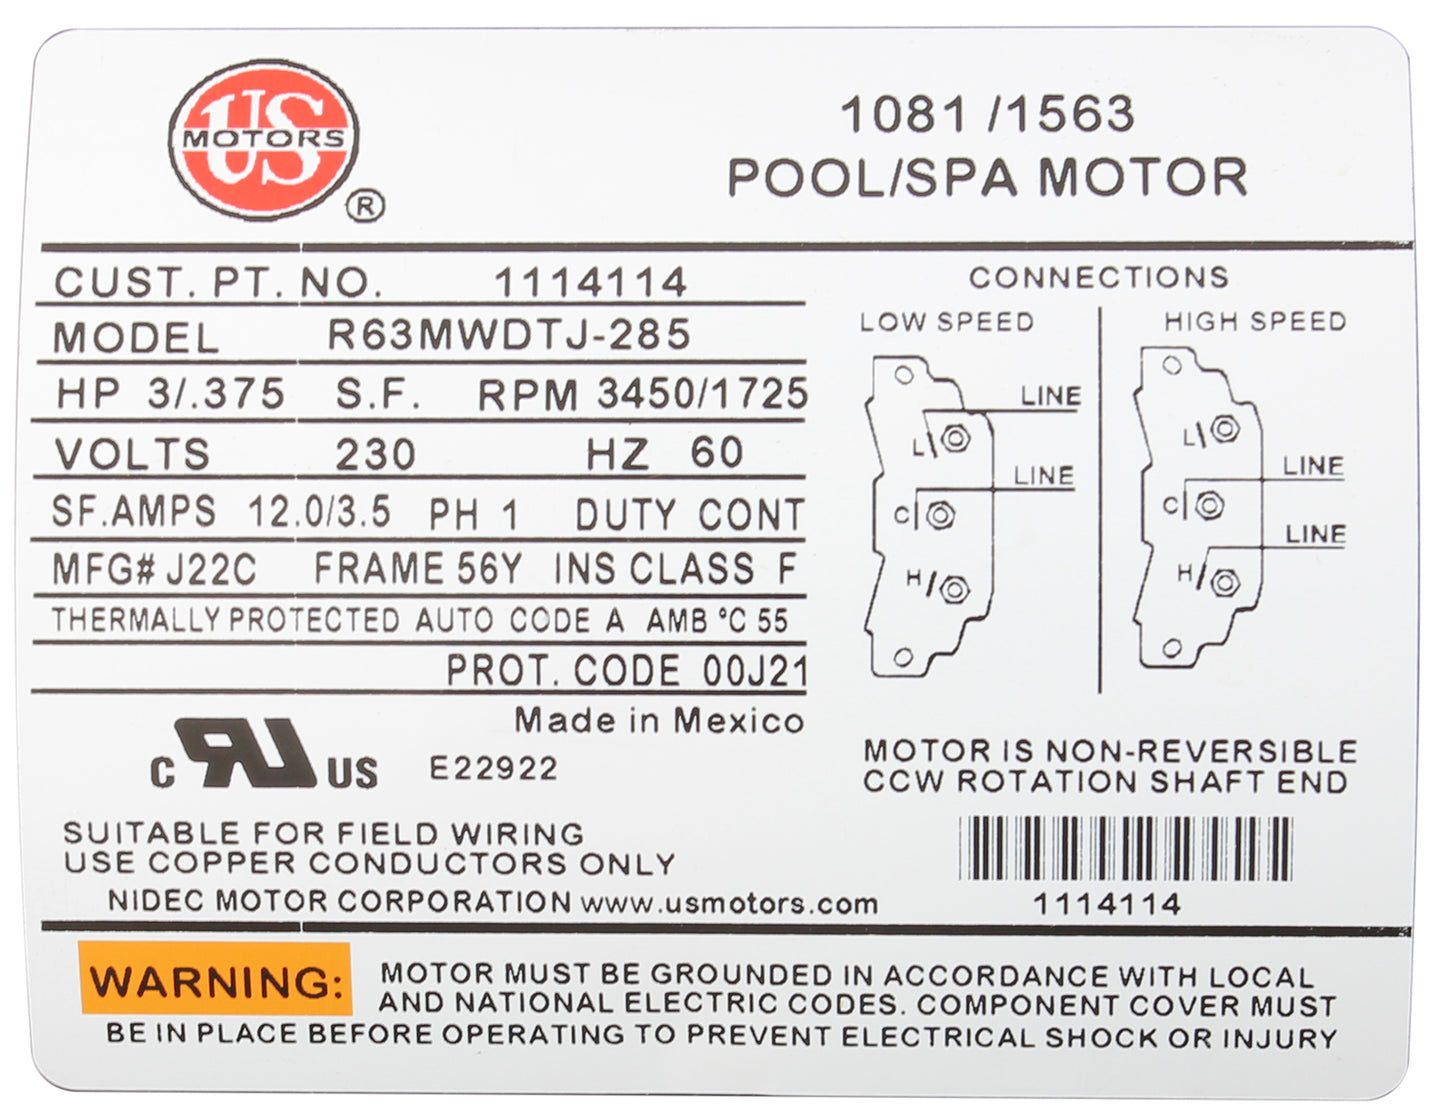 US
MOTORS
®
1081 /1563
POOL/SPA MOTOR
CUST. PT. NO. 1114114
MODEL R63MWDTJ-285
HP 3/.375 S.F. RPM 3450/1725
VOLTS 230 HZ 60
SF.AMPS 12.0/3.5 PH 1 DUTY CONT
MFG# J22C FRAME 56Y INS CLASS F
THERMALLY PROTECTED AUTO CODE A AMB °C 55
PROT. CODE 00J21
Made in Mexico
c RU US E22922
SUITABLE FOR FIELD WIRING
USE COPPER CONDUCTORS ONLY
NIDEC MOTOR CORPORATION www.usmotors.com
CONNECTIONS
LOW SPEED
LINE
L
LINE
C
H
HIGH SPEED
L
LINE
C
LINE
H
MOTOR IS NON-REVERSIBLE
CCW ROTATION SHAFT END
1114114
WARNING: MOTOR MUST BE GROUNDED IN ACCORDANCE WITH LOCAL
AND NATIONAL ELECTRIC CODES. COMPONENT COVER MUST
BE IN PLACE BEFORE OPERATING TO PREVENT ELECTRICAL SHOCK OR INJURY